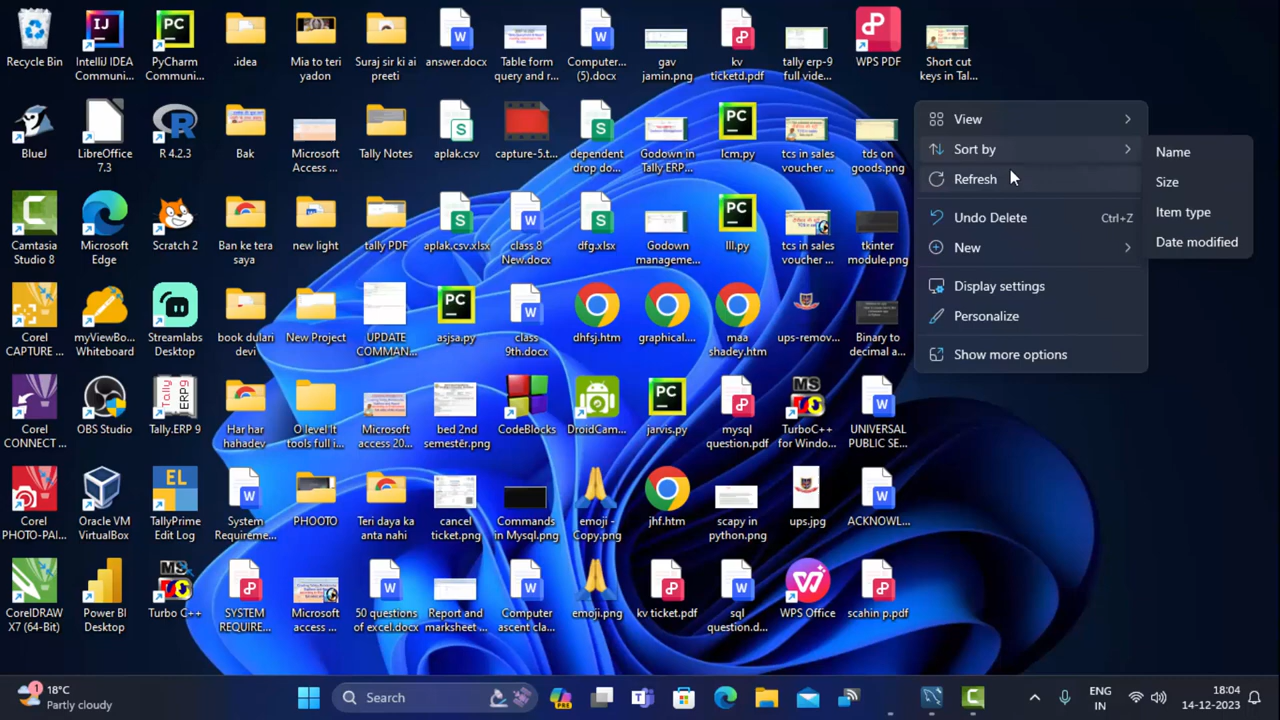 Recycle Bin
IntelliJ IDEA
Communi...
PyCharm
Communi...
.idea
Mia to teri
yadon
Suraj sir ki ai
preeti
answer.docx
Table form
query and r...
Computer...
(5).docx
gav
jamin.png
kv
ticketd.pdf
tally erp-9
full vide...
WPS PDF
Short cut
keys in Tal...
BlueJ
LibreOffice
7.3
R 4.2.3
Bak
Microsoft
Access ...
Tally Notes
aplak.csv
capture-5.t...
dependent
drop do...
Godown in
Tally ERP...
lcm.py
tcs in sales
voucher ...
tds on
goods.png
Camtasia
Studio 8
Microsoft
Edge
Scratch 2
Ban ke tera
saya
new light
tally PDF
aplak.csv.xlsx
class 8
New.docx
dfg.xlsx
Godown
manageme...
lll.py
tcs in sales
voucher ...
tkinter
module.png
Corel
CAPTURE ...
myViewBo...
Whiteboard
Streamlabs
Desktop
book dulari
devi
New Project
UPDATE
COMMAN...
asjsa.py
class
9th.docx
dhfsj.htm
graphical....
maa
shadey.htm
ups-remov...
Binary to
decimal a...
Corel
CONNECT ...
OBS Studio
Tally.ERP 9
Har har
hahadev
O level It
tools full i...
Microsoft
access 20...
bed 2nd
semester.png
CodeBlocks
DroidCam...
jarvis.py
mysql
question.pdf
TurboC++
for Windo...
UNIVERSAL
PUBLIC SE...
Corel
PHOTO-PAI...
Oracle VM
VirtualBox
TallyPrime
Edit Log
System
Requireme...
PHOOTO
Teri daya ka
anta nahi
cancel
ticket.png
Commands
in Mysql.png
emoji -
Copy.png
jhf.htm
scapy in
python.png
ups.jpg
ACKNOWL...
CorelDRAW
X7 (64-Bit)
Power BI
Desktop
Turbo C++
SYSTEM
REQUIRE...
Microsoft
access ...
50 questions
of excel.docx
Report and
marksheet ...
Computer
ascent cla...
emoji.png
kv ticket.pdf
sql
question.d...
WPS Office
scahin p.pdf
View
Sort by
Refresh
Undo Delete Ctrl+Z
New
Display settings
Personalize
Show more options
Name
Size
m type
ate modified
1
18°C
Partly cloudy
Search
PRE
ENG
IN
18:04
14-12-2023